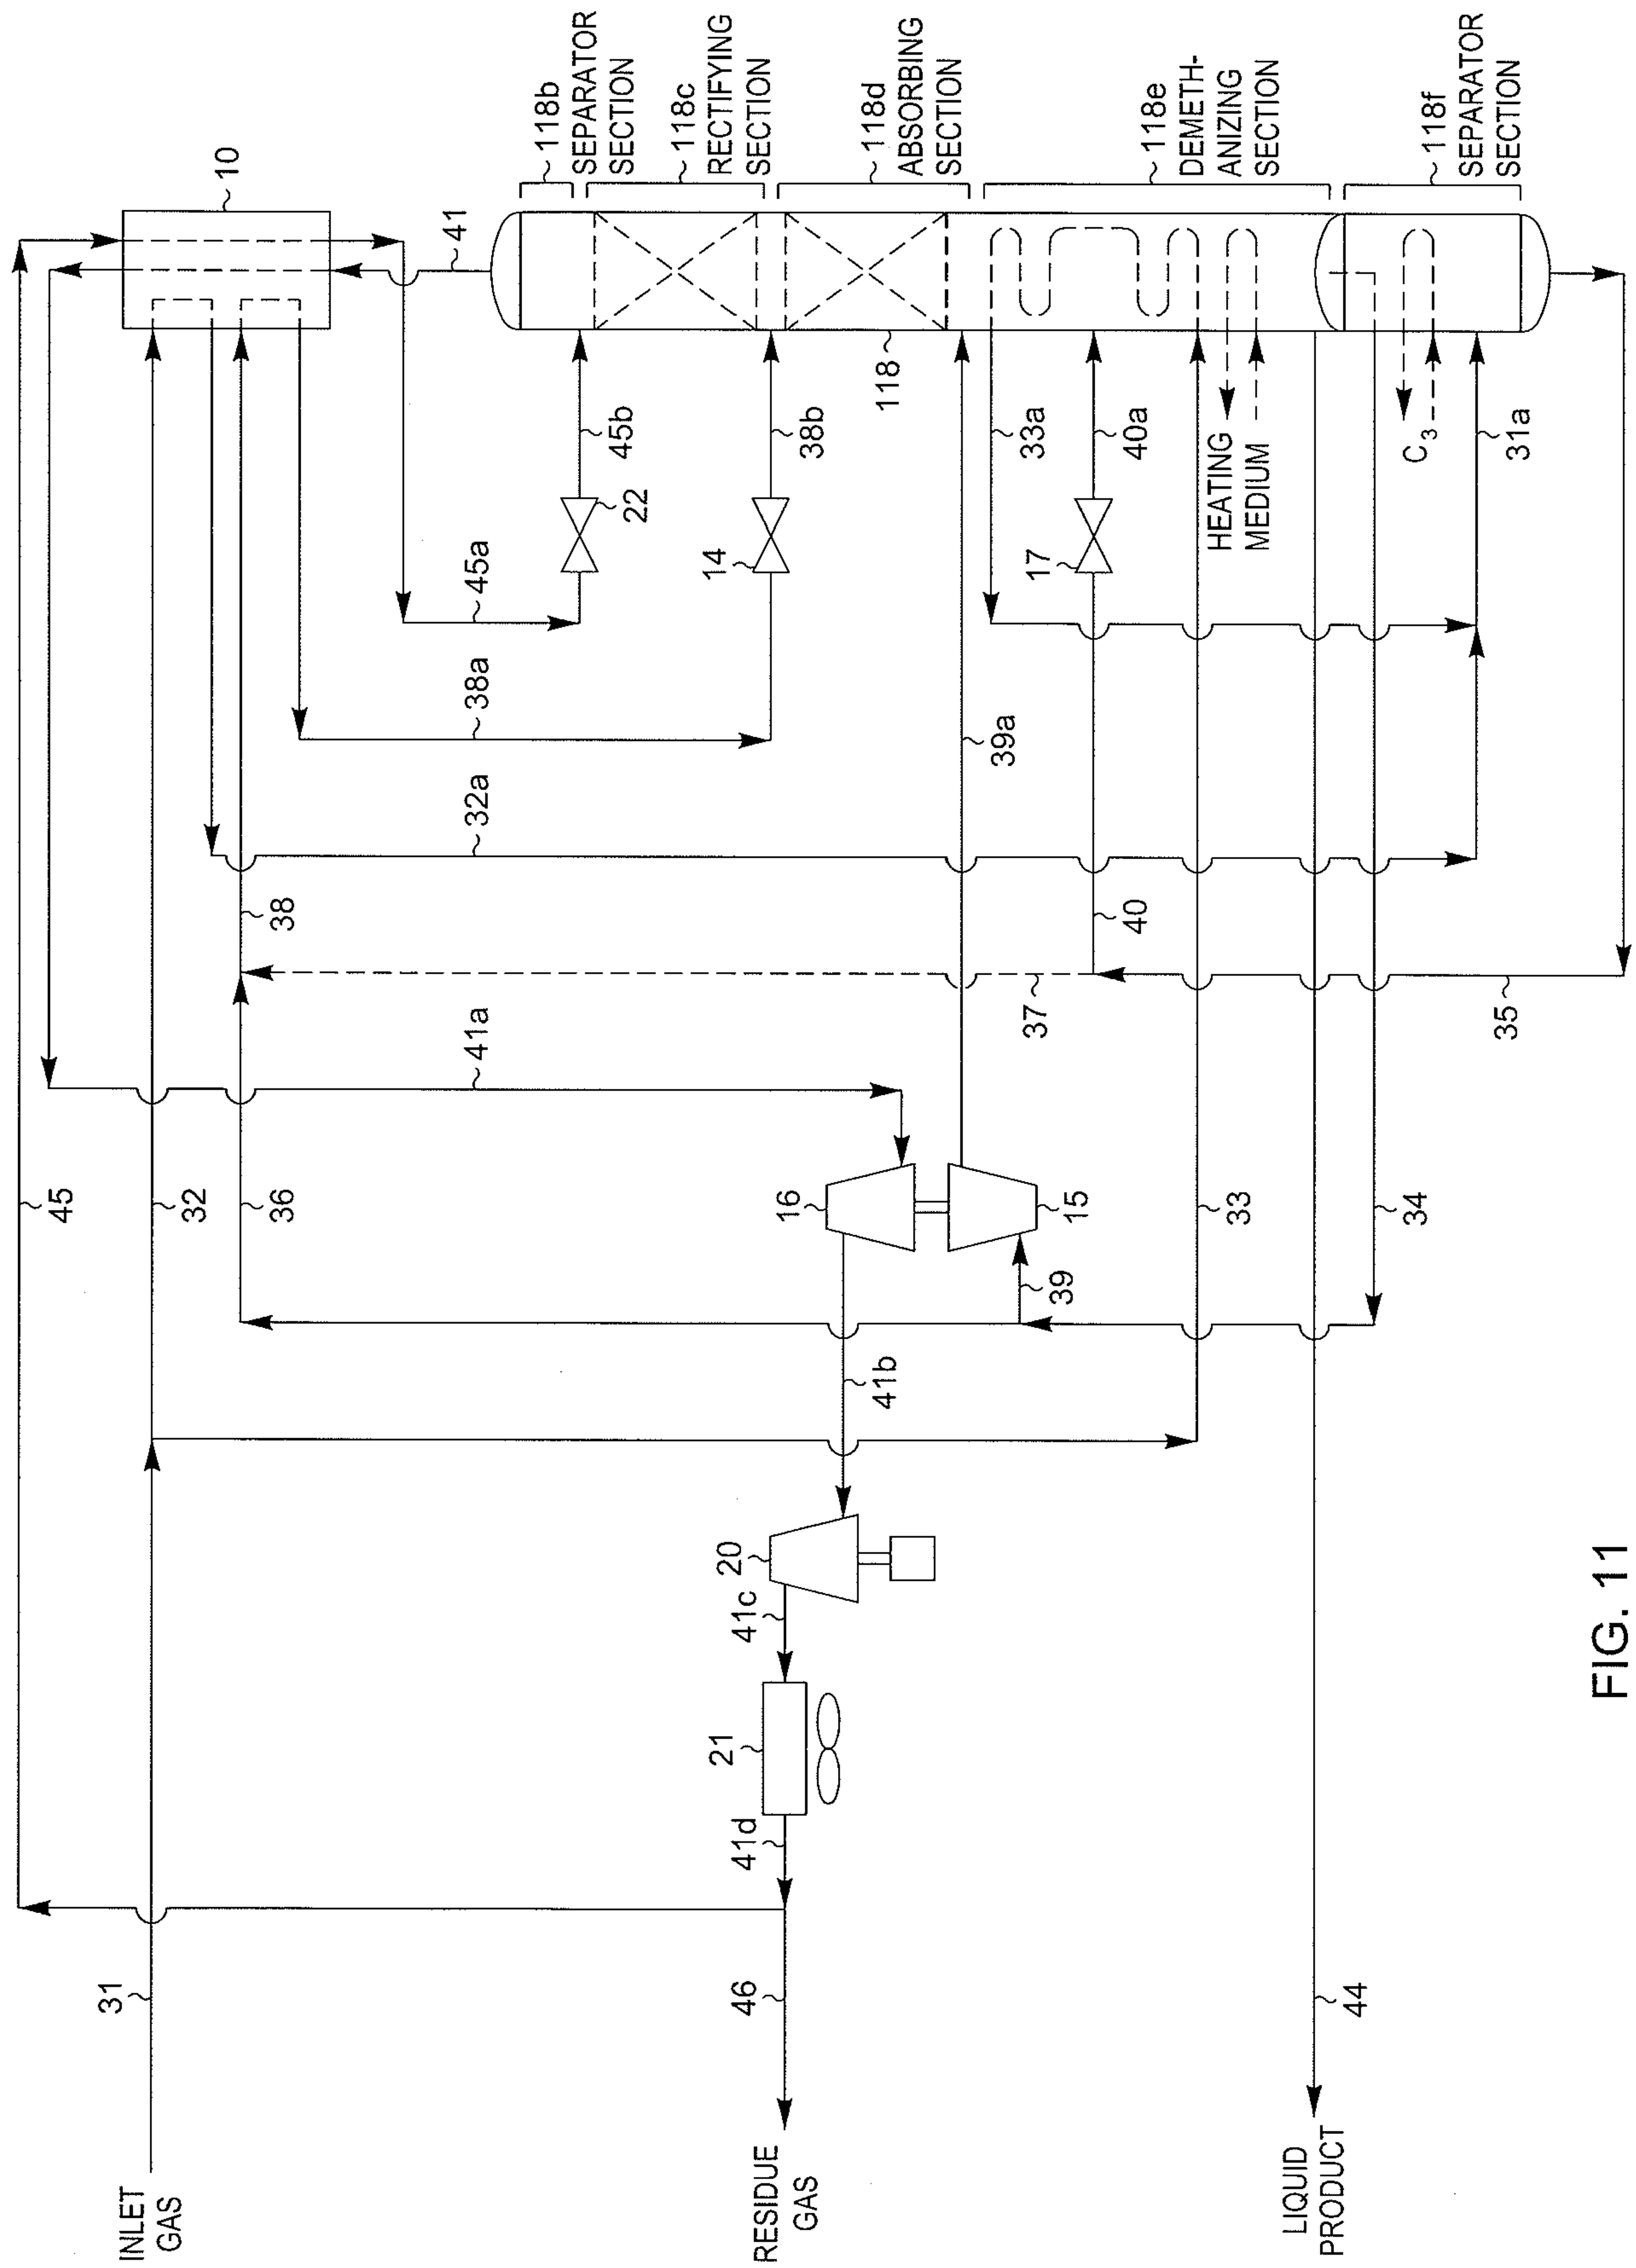 INLET
GAS
31
45
32
36
38
10
41
41a
32a
38a
45a
45b
22
38b
14
118
118b
SEPARATOR
SECTION
118c
RECTIFYING
SECTION
118d
ABSORBING
SECTION
118e
DEMETH-
ANIZING
SECTION
118f
SEPARATOR
SECTION
33a
40a
17
HEATING
MEDIUM
C3
31a
39a
40
37
35
16
15
39
33
34
41b
20
41c
21
41d
46
RESIDUE
GAS
44
LIQUID
PRODUCT
FIG. 11